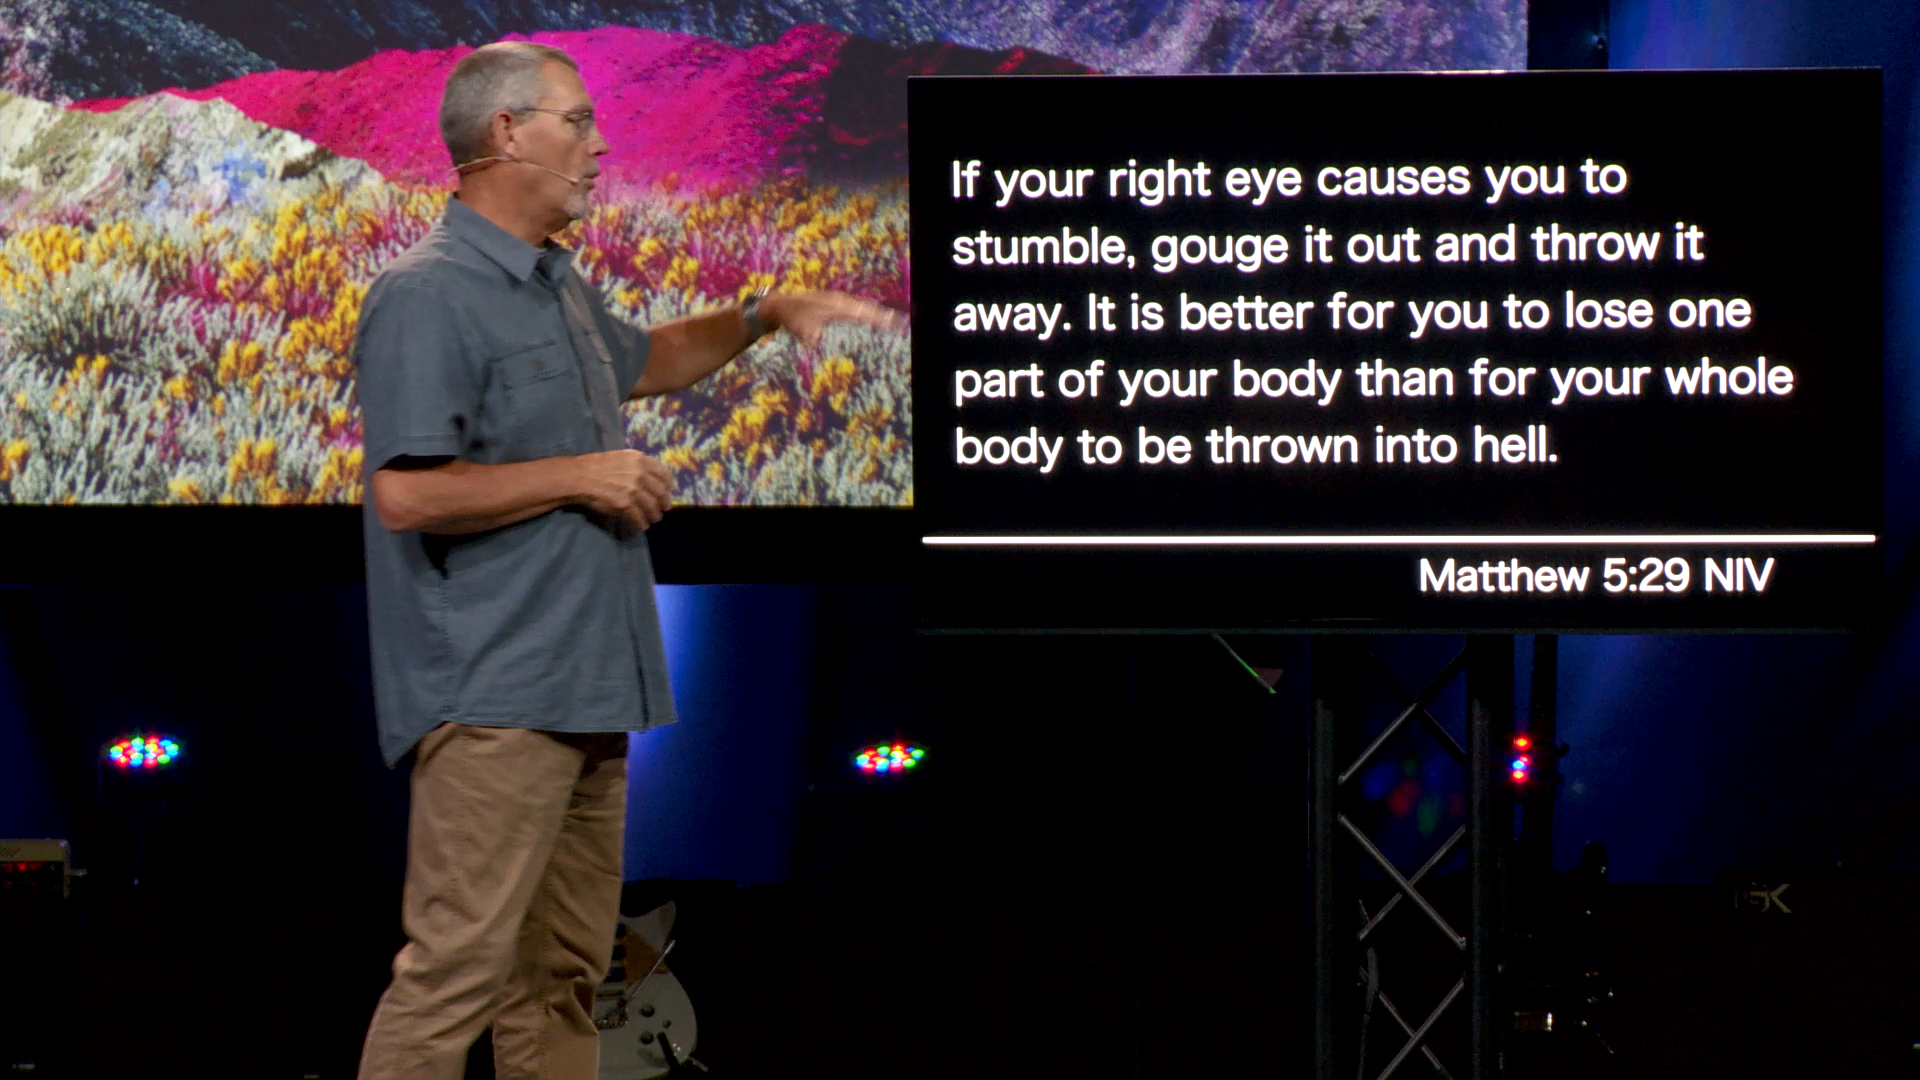 If your right eye causes you to
stumble, gouge it out and throw it
away. It is better for you to lose one
part of your body than for your whole
body to be thrown into hell.
Matthew 5:29 NIV